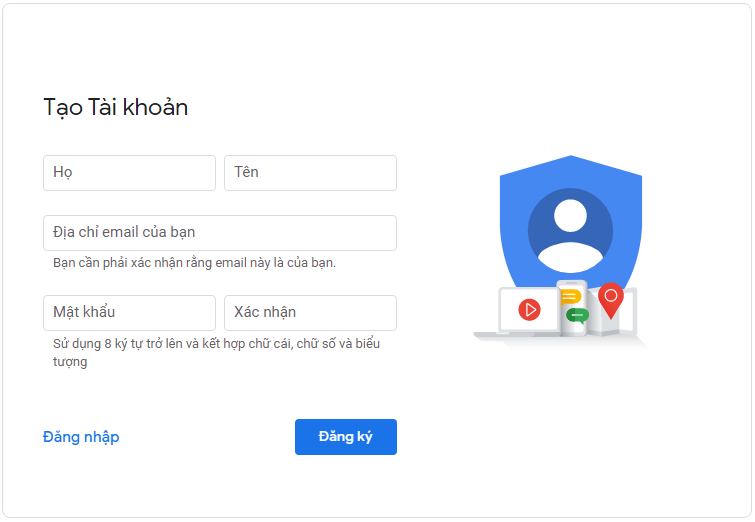 Tạo Tài khoản
Họ
Tên
Địa chỉ email của bạn
Bạn cần phải xác nhận rằng email này là của bạn.
Mật khẩu
Xác nhận
Sử dụng 8 ký tự trở lên và kết hợp chữ cái, chữ số và biểu
tượng
Đăng nhập
Đăng ký